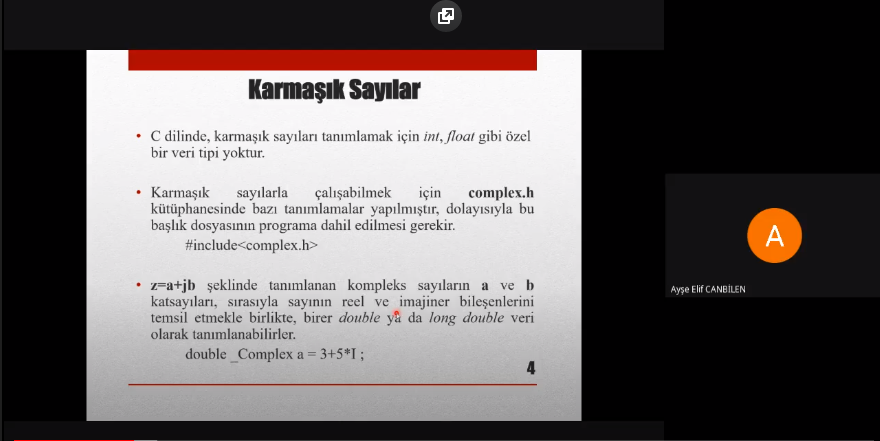 Karmaşık Sayılar
• C dilinde, karmaşık sayıları tanımlamak için int, float gibi özel
bir veri tipi yoktur.
• Karmaşık sayılarla çalışabilmek için complex.h
kütüphanesinde bazı tanımlamalar yapılmıştır, dolayısıyla bu
başlık dosyasının programa dahil edilmesi gerekir.
#include<complex.h>
• z=a+jb şeklinde tanımlanan kompleks sayıların a ve b
katsayıları, sırasıyla sayının reel ve imajiner bileşenlerini
temsil etmekle birlikte, birer double ya da long double veri
olarak tanımlanabilirler.
double _Complex a = 3+5*I ;
4
A
Ayşe Elif CANBİLEN